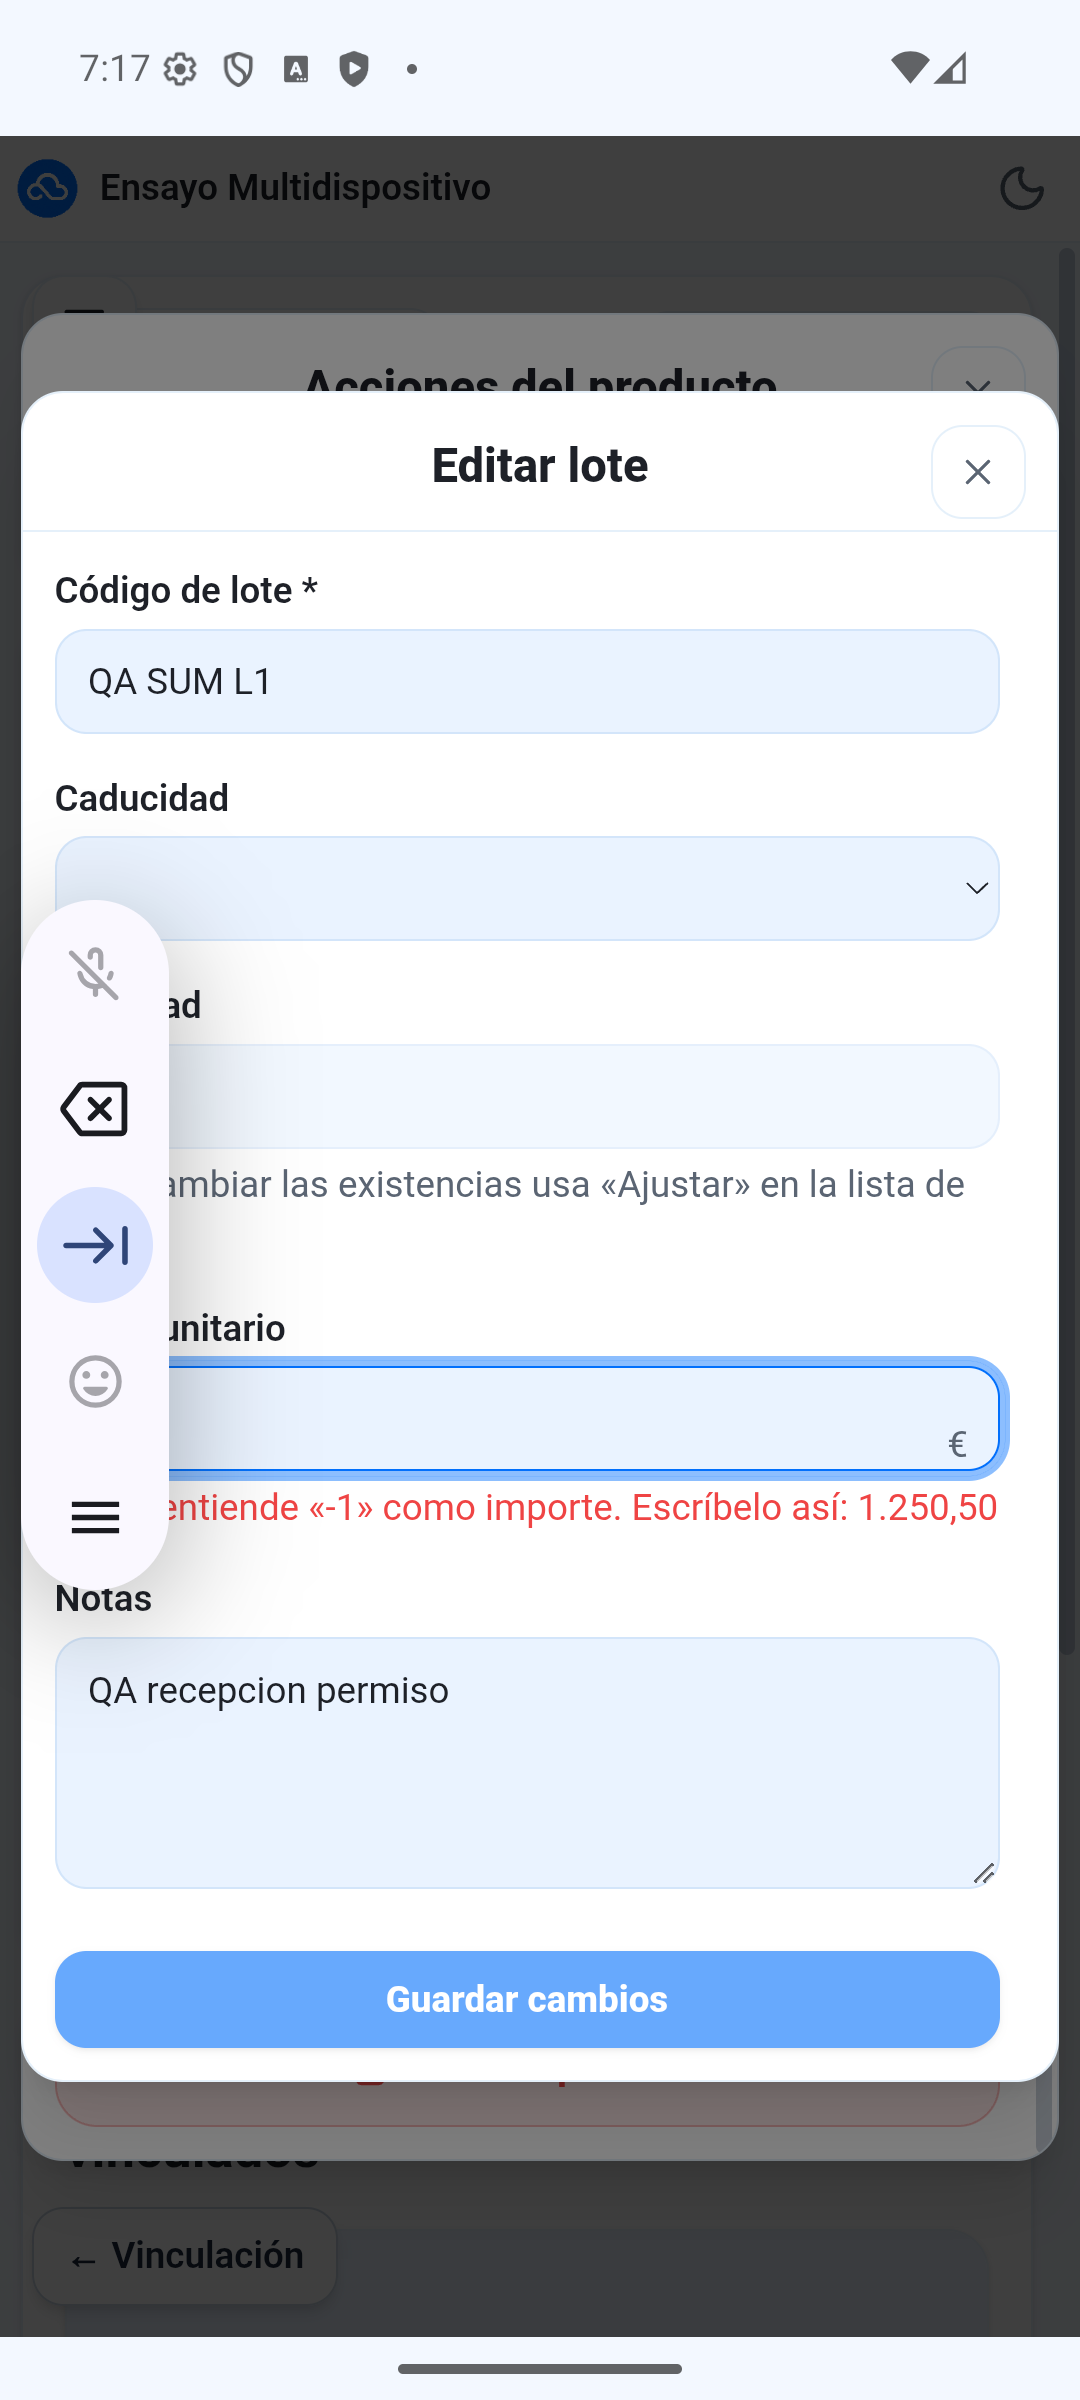 7:17
Ensayo Multidispositivo
Acciones del producto
Editar lote
Código de lote *
QA SUM L1
Caducidad
ad
ambiar las existencias usa «Ajustar» en la lista de
unitario
€
entiende «-1» como importe. Escríbelo así: 1.250,50
Notas
QA recepcion permiso
Guardar cambios
Vinculados
← Vinculación